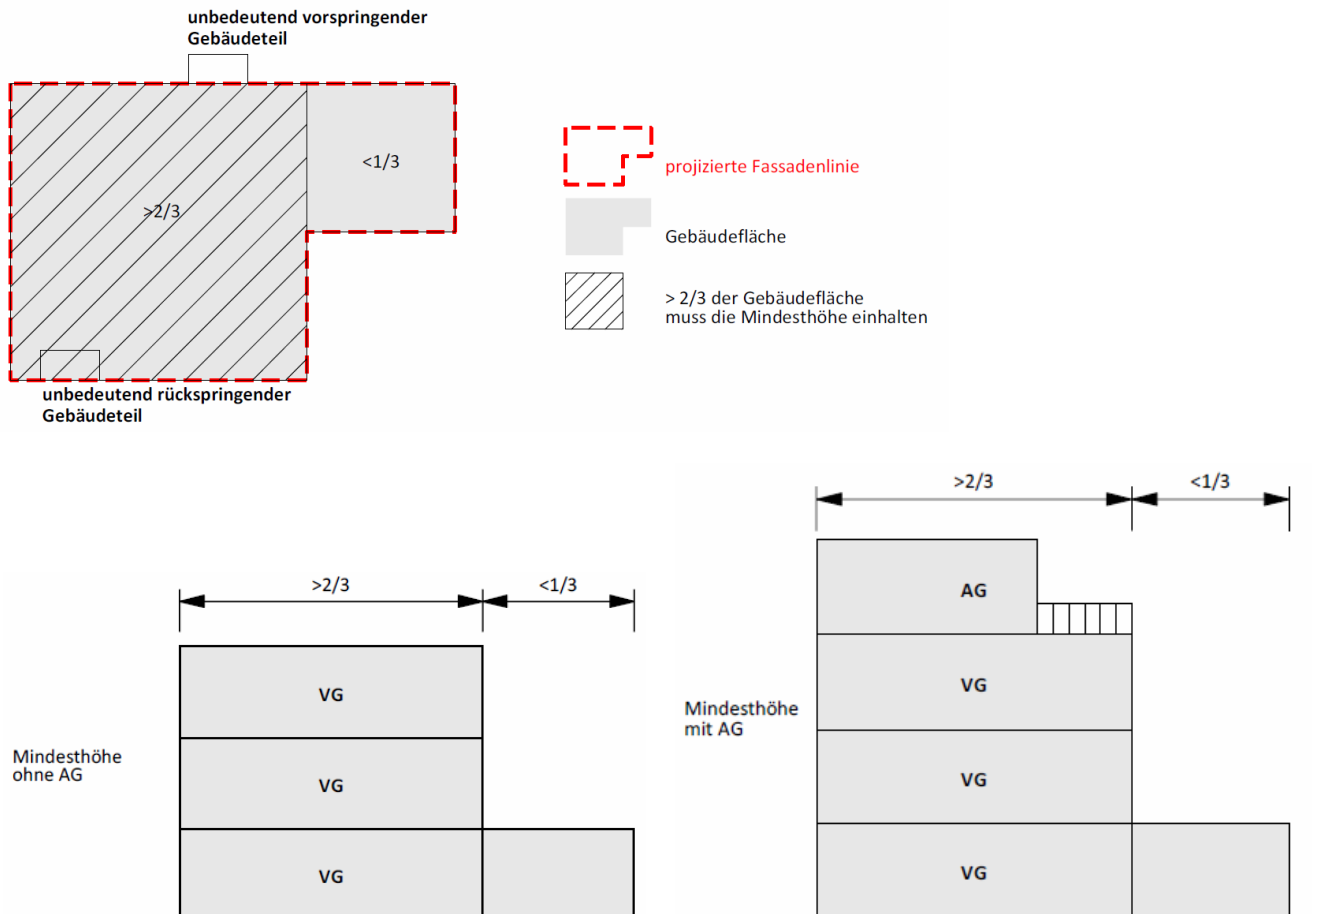 unbedeutend vorspringender
Gebäudeteil
<1/3
>2/3
unbedeutend rückspringender
Gebäudeteil
projizierte Fassadenlinie
Gebäudefläche
> 2/3 der Gebäudefläche
muss die Mindesthöhe einhalten
>2/3
<1/3
VG
VG
VG
Mindesthöhe
ohne AG
>2/3
<1/3
AG
VG
VG
VG
Mindesthöhe
mit AG